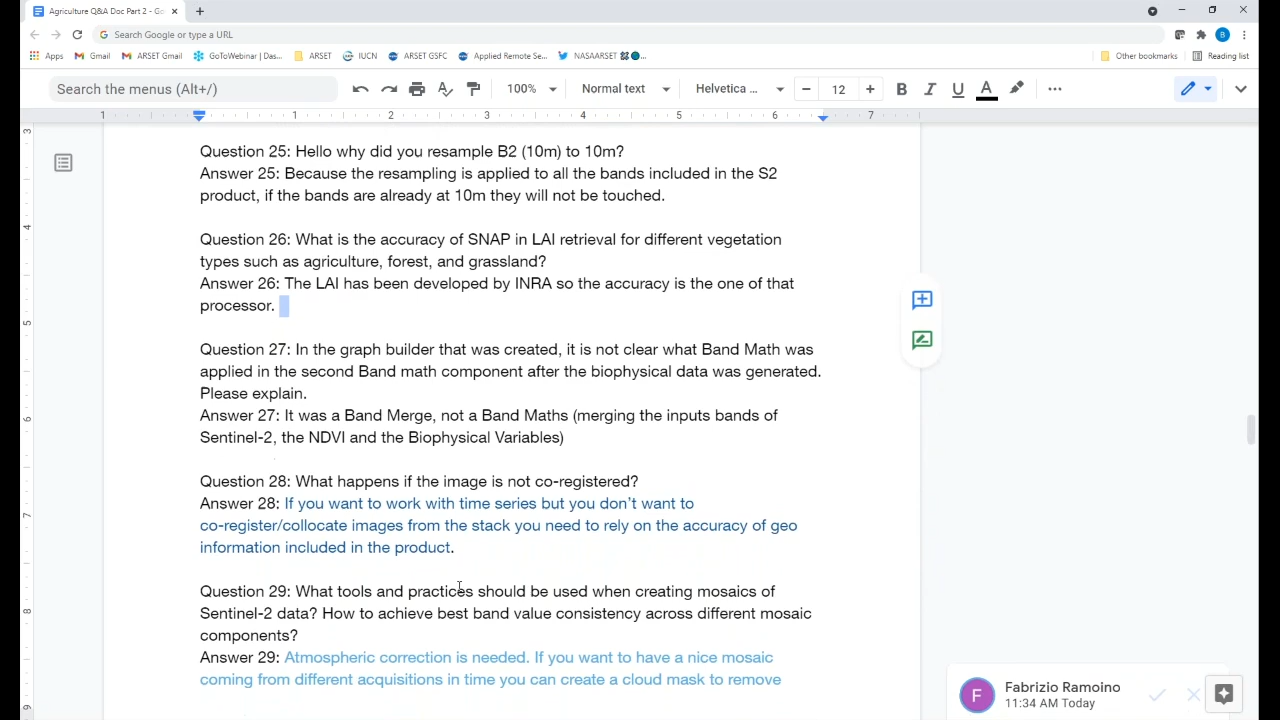 Agriculture Q&A Doc Part 2 - Go
Search Google or type a URL
Apps Gmail ARSET Gmail GoToWebinar | Das... ARSET IUCN ARSET GSFC Applied Remote Se... NASAARSET Other bookmarks Reading list
Search the menus (Alt+/) 100% Normal text Helvetica ... 12 B I U A
1 1 2 3 4 5 6 7
Question 25: Hello why did you resample B2 (10m) to 10m?
Answer 25: Because the resampling is applied to all the bands included in the S2
product, if the bands are already at 10m they will not be touched.
Question 26: What is the accuracy of SNAP in LAI retrieval for different vegetation
types such as agriculture, forest, and grassland?
Answer 26: The LAI has been developed by INRA so the accuracy is the one of that
processor.
Question 27: In the graph builder that was created, it is not clear what Band Math was
applied in the second Band math component after the biophysical data was generated.
Please explain.
Answer 27: It was a Band Merge, not a Band Maths (merging the inputs bands of
Sentinel-2, the NDVI and the Biophysical Variables)
Question 28: What happens if the image is not co-registered?
Answer 28: If you want to work with time series but you don't want to
co-register/collocate images from the stack you need to rely on the accuracy of geo
information included in the product.
Question 29: What tools and practices should be used when creating mosaics of
Sentinel-2 data? How to achieve best band value consistency across different mosaic
components?
Answer 29: Atmospheric correction is needed. If you want to have a nice mosaic
coming from different acquisitions in time you can create a cloud mask to remove
F
Fabrizio Ramoino
11:34 AM Today